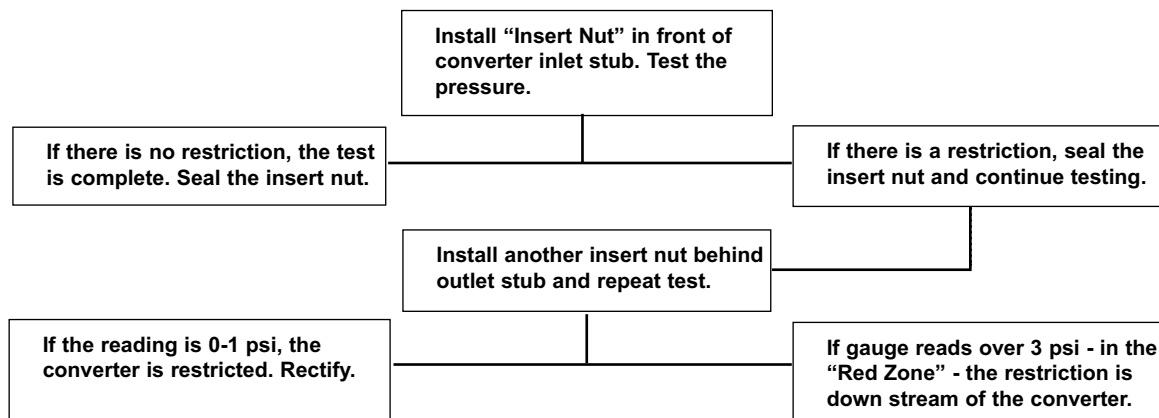 Install “Insert Nut” in front of
converter inlet stub. Test the
pressure.
If there is no restriction, the test
is complete. Seal the insert nut.
If there is a restriction, seal the
insert nut and continue testing.
Install another insert nut behind
outlet stub and repeat test.
If the reading is 0-1 psi, the
converter is restricted. Rectify.
If gauge reads over 3 psi - in the
“Red Zone” - the restriction is
down stream of the converter.